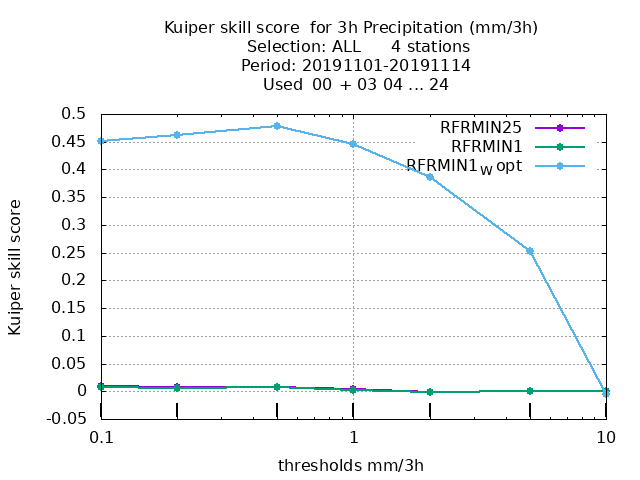 Kuiper skill score  for 3h Precipitation (mm/3h)
Selection: ALL      4 stations
Period: 20191101-20191114
Used  00 + 03 04 ... 24
0.5
0.45
0.4
0.35
0.3
0.25
0.2
0.15
0.1
0.05
0
-0.05
Kuiper skill score
RFRMIN25
RFRMIN1
RFRMIN1W opt
0.1
1
10
thresholds mm/3h